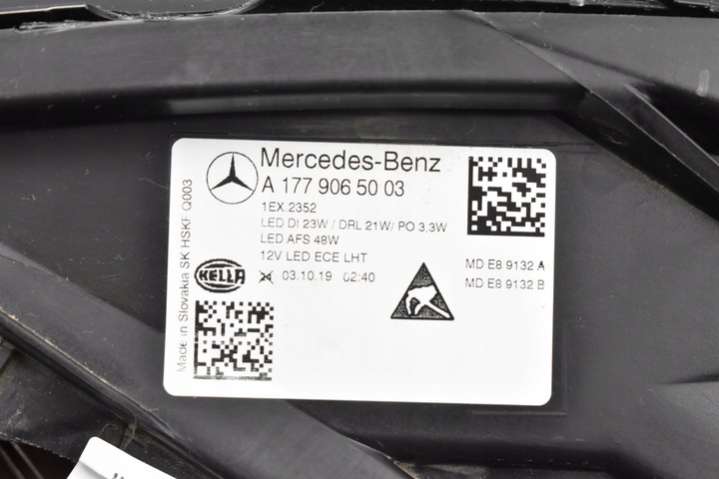 Mercedes-Benz
A 177 906 50 03
1EX 2352
LED DI 23W / DRL 21W/ PO 3,3W
LED AFS 48W
12V LED ECE LHT
HELLA 03.10.19 02:40
MD E8 9132 A
MD E8 9132 B
Made in Slovakia SK HSKF Q003